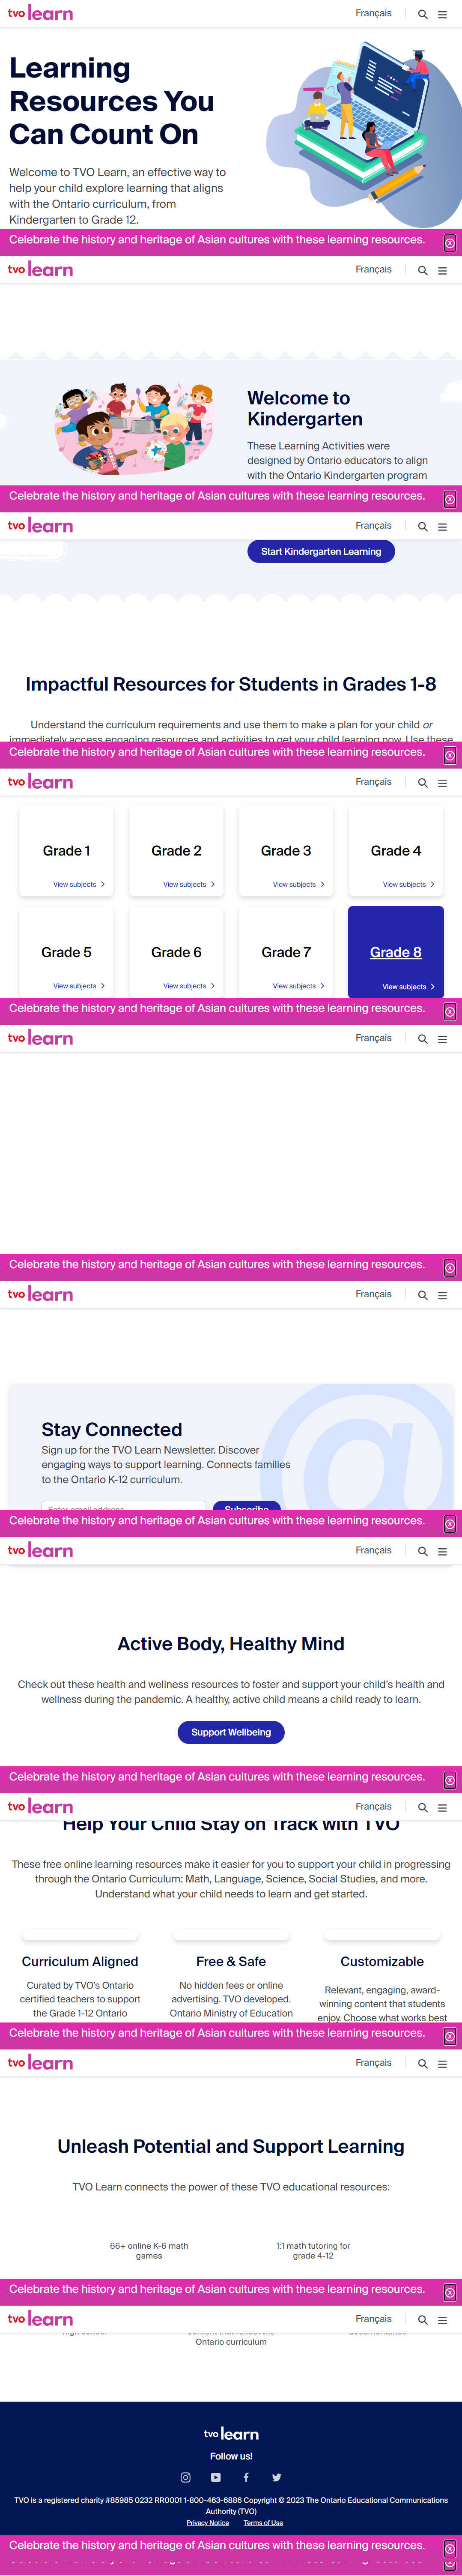 tvo learn
Français
Learning
Resources You
Can Count On
Welcome to TVO Learn, an effective way to
help your child explore learning that aligns
with the Ontario curriculum, from
Kindergarten to Grade 12.
Celebrate the history and heritage of Asian cultures with these learning resources.
tvo learn
Français
Welcome to
Kindergarten
These Learning Activities were
designed by Ontario educators to align
with the Ontario Kindergarten program
Celebrate the history and heritage of Asian cultures with these learning resources.
tvo learn
Français
Start Kindergarten Learning
Impactful Resources for Students in Grades 1-8
Understand the curriculum requirements and use them to make a plan for your child or
immediately access engaging resources and activities to get your child learning now. Use these
Celebrate the history and heritage of Asian cultures with these learning resources.
tvo learn
Français
Grade 1
Grade 2
Grade 3
Grade 4
View subjects
View subjects
View subjects
View subjects
Grade 5
Grade 6
Grade 7
Grade 8
View subjects
View subjects
View subjects
View subjects
Celebrate the history and heritage of Asian cultures with these learning resources.
tvo learn
Français
Celebrate the history and heritage of Asian cultures with these learning resources.
tvo learn
Français
Stay Connected
Sign up for the TVO Learn Newsletter. Discover
engaging ways to support learning. Connects families
to the Ontario K-12 curriculum.
Enter email address
Subscribe
Celebrate the history and heritage of Asian cultures with these learning resources.
tvo learn
Français
Active Body, Healthy Mind
Check out these health and wellness resources to foster and support your child's health and
wellness during the pandemic. A healthy, active child means a child ready to learn.
Support Wellbeing
Celebrate the history and heritage of Asian cultures with these learning resources.
tvo learn
Français
Help Your Child Stay on Track with TVO
These free online learning resources make it easier for you to support your child in progressing
through the Ontario Curriculum: Math, Language, Science, Social Studies, and more.
Understand what your child needs to learn and get started.
Curriculum Aligned
Free & Safe
Customizable
Curated by TVO's Ontario
certified teachers to support
the Grade 1-12 Ontario
No hidden fees or online
advertising. TVO developed.
Ontario Ministry of Education
Relevant, engaging, award-
winning content that students
enjoy. Choose what works best
Celebrate the history and heritage of Asian cultures with these learning resources.
tvo learn
Français
Unleash Potential and Support Learning
TVO Learn connects the power of these TVO educational resources:
66+ online K-6 math
games
1:1 math tutoring for
grade 4-12
Celebrate the history and heritage of Asian cultures with these learning resources.
tvo learn
Français
Ontario curriculum
tvo learn
Follow us!
TVO is a registered charity #85985 0232 RR0001 1-800-463-6886 Copyright © 2023 The Ontario Educational Communications
Authority (TVO)
Privacy Notice
Terms of Use
Celebrate the history and heritage of Asian cultures with these learning resources.